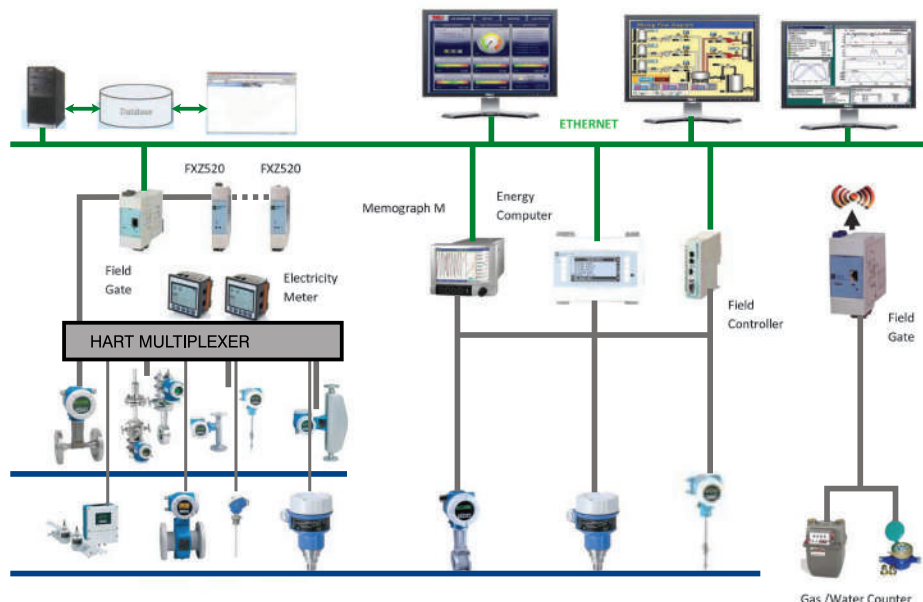 Database
ETHERNET
FXZ520
FXZ520
Memograph M
Energy
Computer
Field
Gate
Electricity
Meter
Field
Controller
Field
Gate
HART MULTIPLEXER
Gas /Water Counter